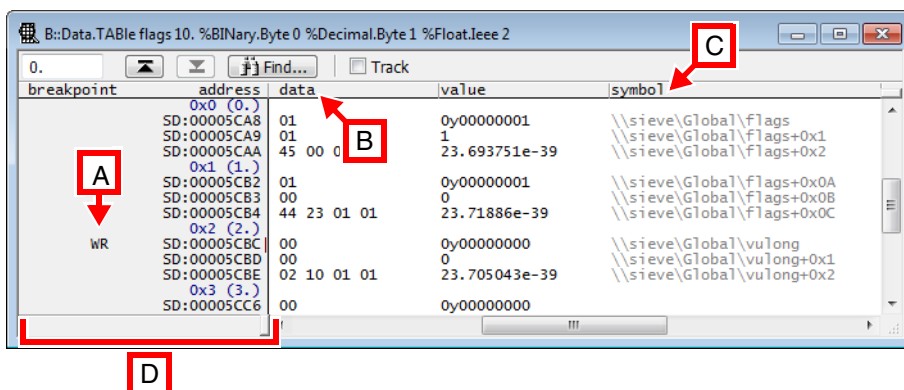 B::Data.TABle flags 10. %BINary.Byte 0 %Decimal.Byte 1 %Float.Ieee 2
C
0. Find... Track
breakpoint address data value symbol
B
0x0 (0.)
SD:00005CA8 01 0y00000001 \\sieve\Global\flags
SD:00005CA9 01 1 \\sieve\Global\flags+0x1
SD:00005CAA 45 00 0 23.693751e-39 \\sieve\Global\flags+0x2
A
0x1 (1.)
SD:00005CB2 01 0y00000001 \\sieve\Global\flags+0x0A
SD:00005CB3 00 0 \\sieve\Global\flags+0x0B
SD:00005CB4 44 23 01 01 23.71886e-39 \\sieve\Global\flags+0x0C
0x2 (2.)
WR SD:00005CBC 00 0y00000000 \\sieve\Global\vulong
SD:00005CBD 00 0 \\sieve\Global\vulong+0x1
SD:00005CBE 02 10 01 01 23.705043e-39 \\sieve\Global\vulong+0x2
0x3 (3.)
SD:00005CC6 00 0y00000000
D